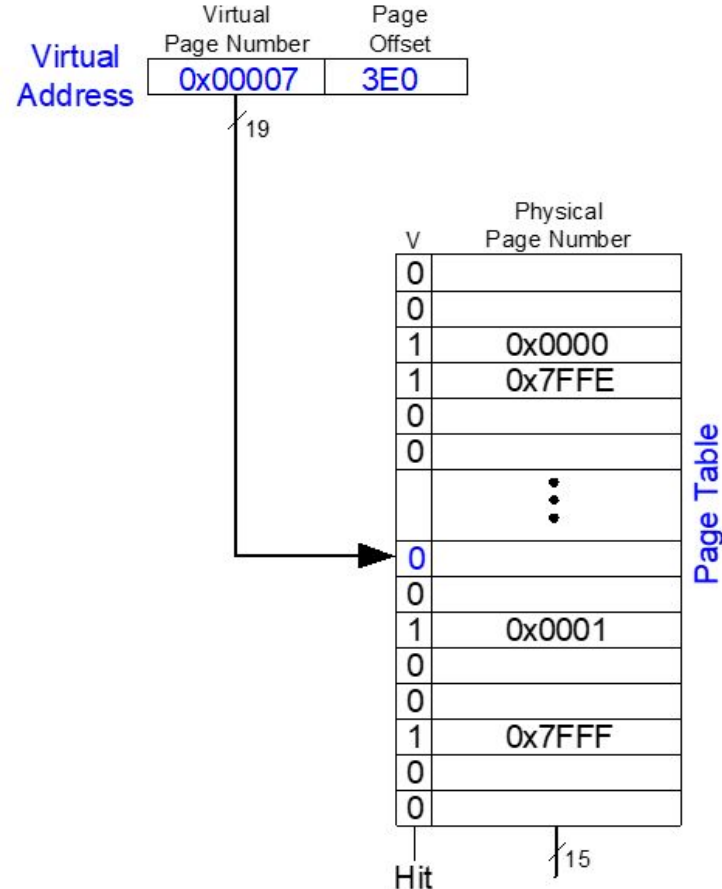 Virtual
Page Number
Page
Offset
Virtual
Address
0x00007
3E0
19
Physical
Page Number
V
0
0
1 0x0000
1 0x7FFE
0
0
0
0
1 0x0001
0
0
1 0x7FFF
0
0
Page Table
Hit
15